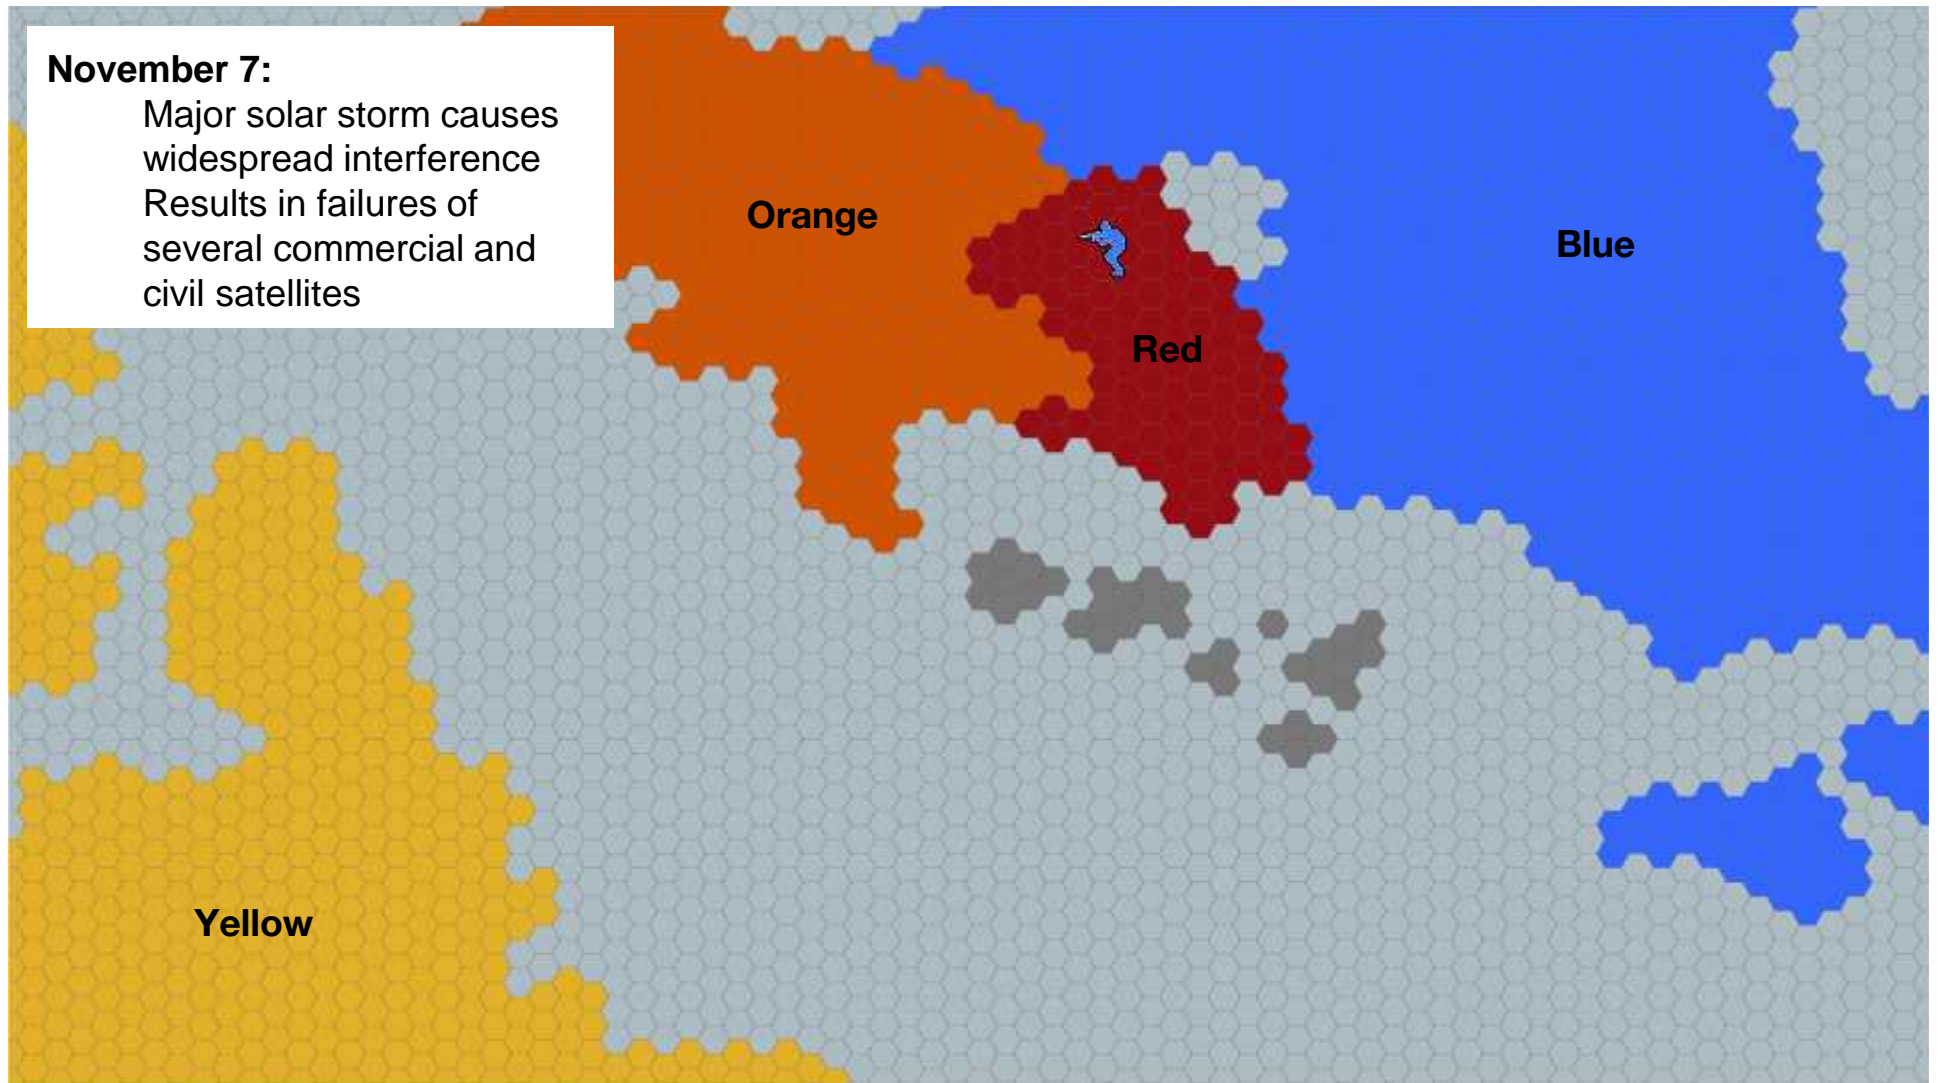 November 7:
Major solar storm causes
widespread interference
Results in failures of
several commercial and
civil satellites
Orange
Blue
Red
Yellow